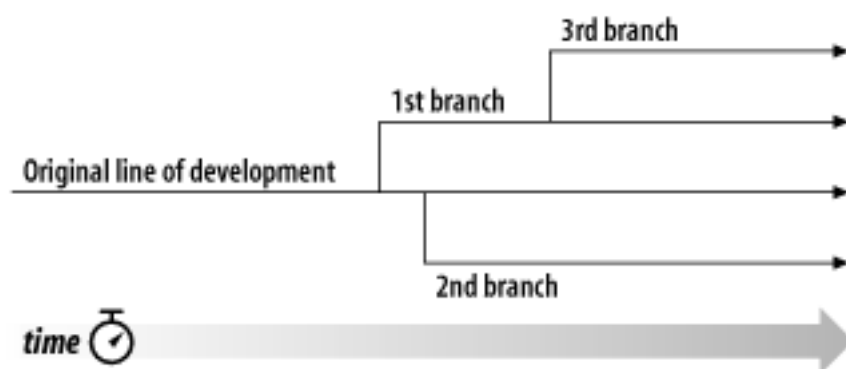 3rd branch
1st branch
Original line of development
2nd branch
time